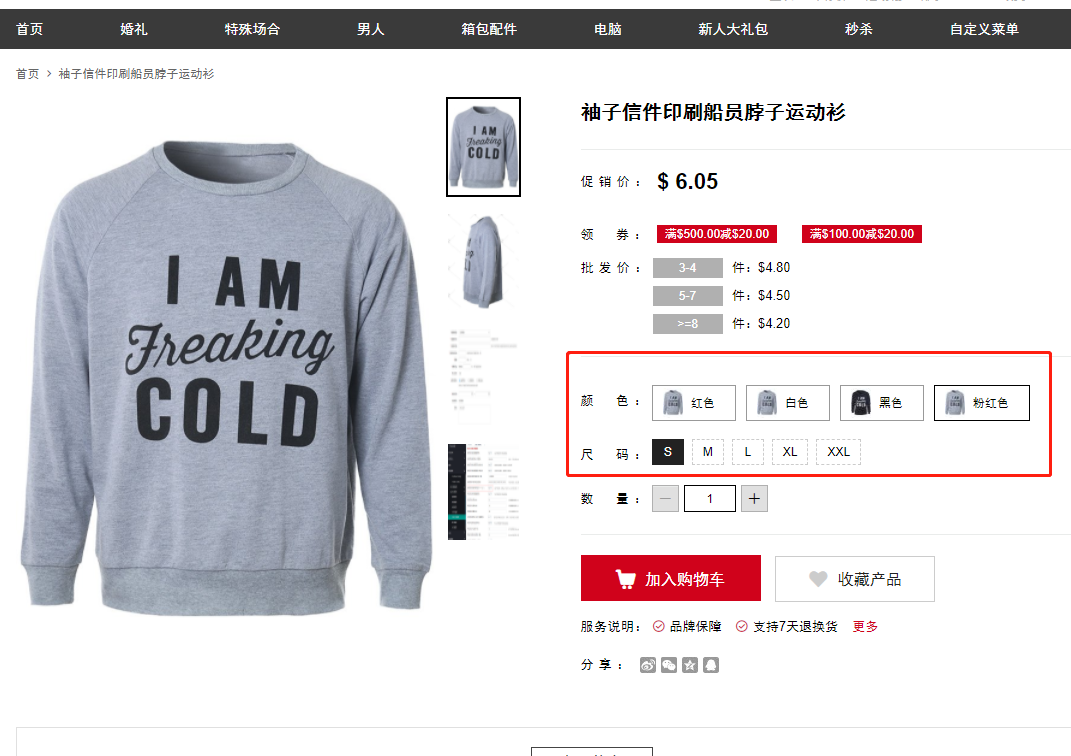 首页 婚礼 特殊场合 男人 箱包配件 电脑 新人大礼包 秒杀 自定义菜单
首页 > 袖子信件印刷船员脖子运动衫
I AM
Freaking
COLD
I AM
Freaking
COLD
袖子信件印刷船员脖子运动衫
促销价： $ 6.05
领 券： 满$500.00减$20.00 满$100.00减$20.00
批发价： 3-4 件：$4.80
5-7 件：$4.50
>=8 件：$4.20
颜 色： 红色 白色 黑色 粉红色
尺 码： S M L XL XXL
数 量： － 1 +
加入购物车 收藏产品
服务说明： 品牌保障 支持7天退换货 更多
分享：